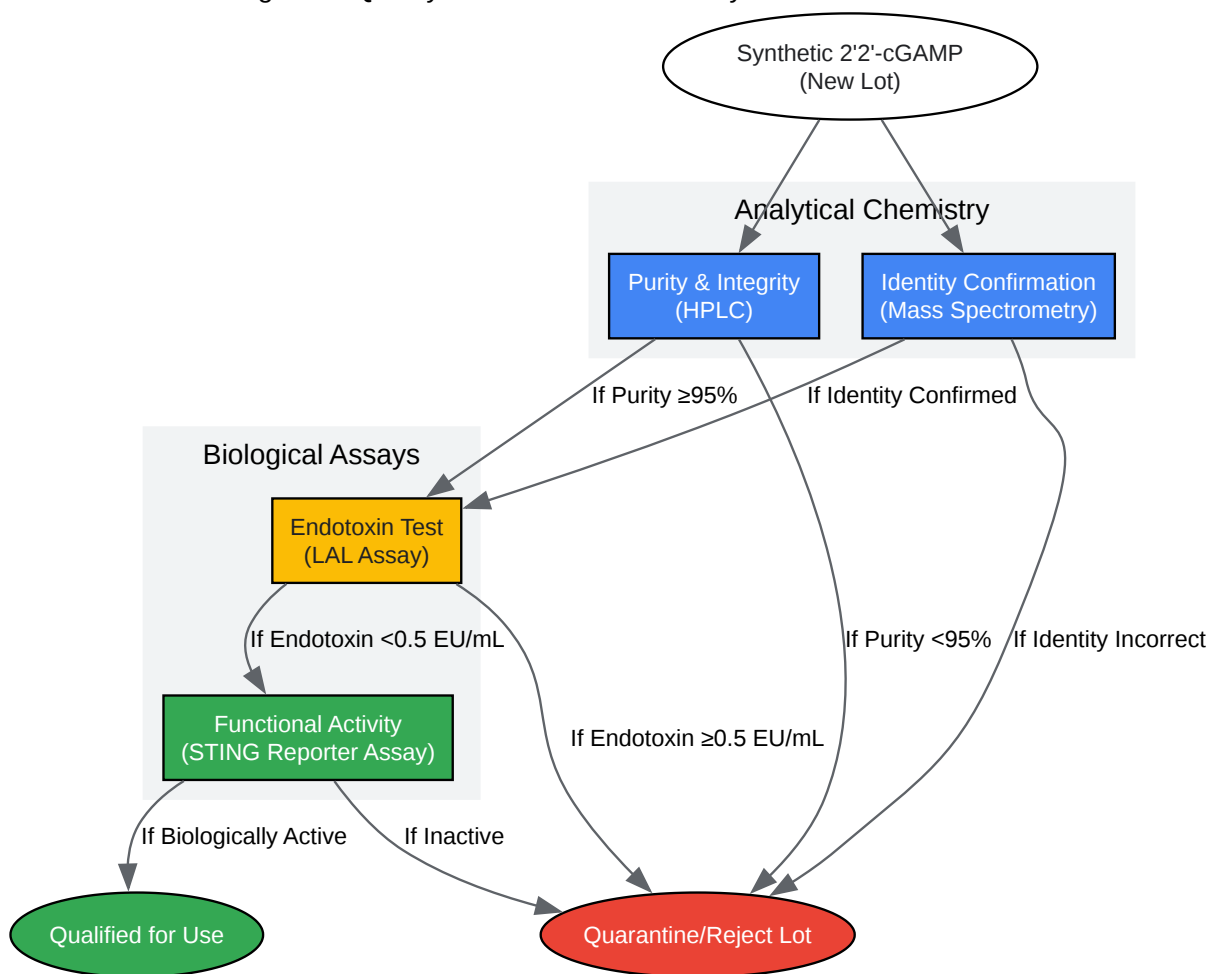 Synthetic 2'2'-cGAMP
(New Lot)
Analytical Chemistry
Purity & Integrity
(HPLC)
Identity Confirmation
(Mass Spectrometry)
If Purity ≥95%
If Identity Confirmed
Biological Assays
Endotoxin Test
(LAL Assay)
If Endotoxin <0.5 EU/mL
If Purity <95%
If Identity Incorrect
Functional Activity
(STING Reporter Assay)
If Endotoxin ≥0.5 EU/mL
If Biologically Active
If Inactive
Qualified for Use
Quarantine/Reject Lot